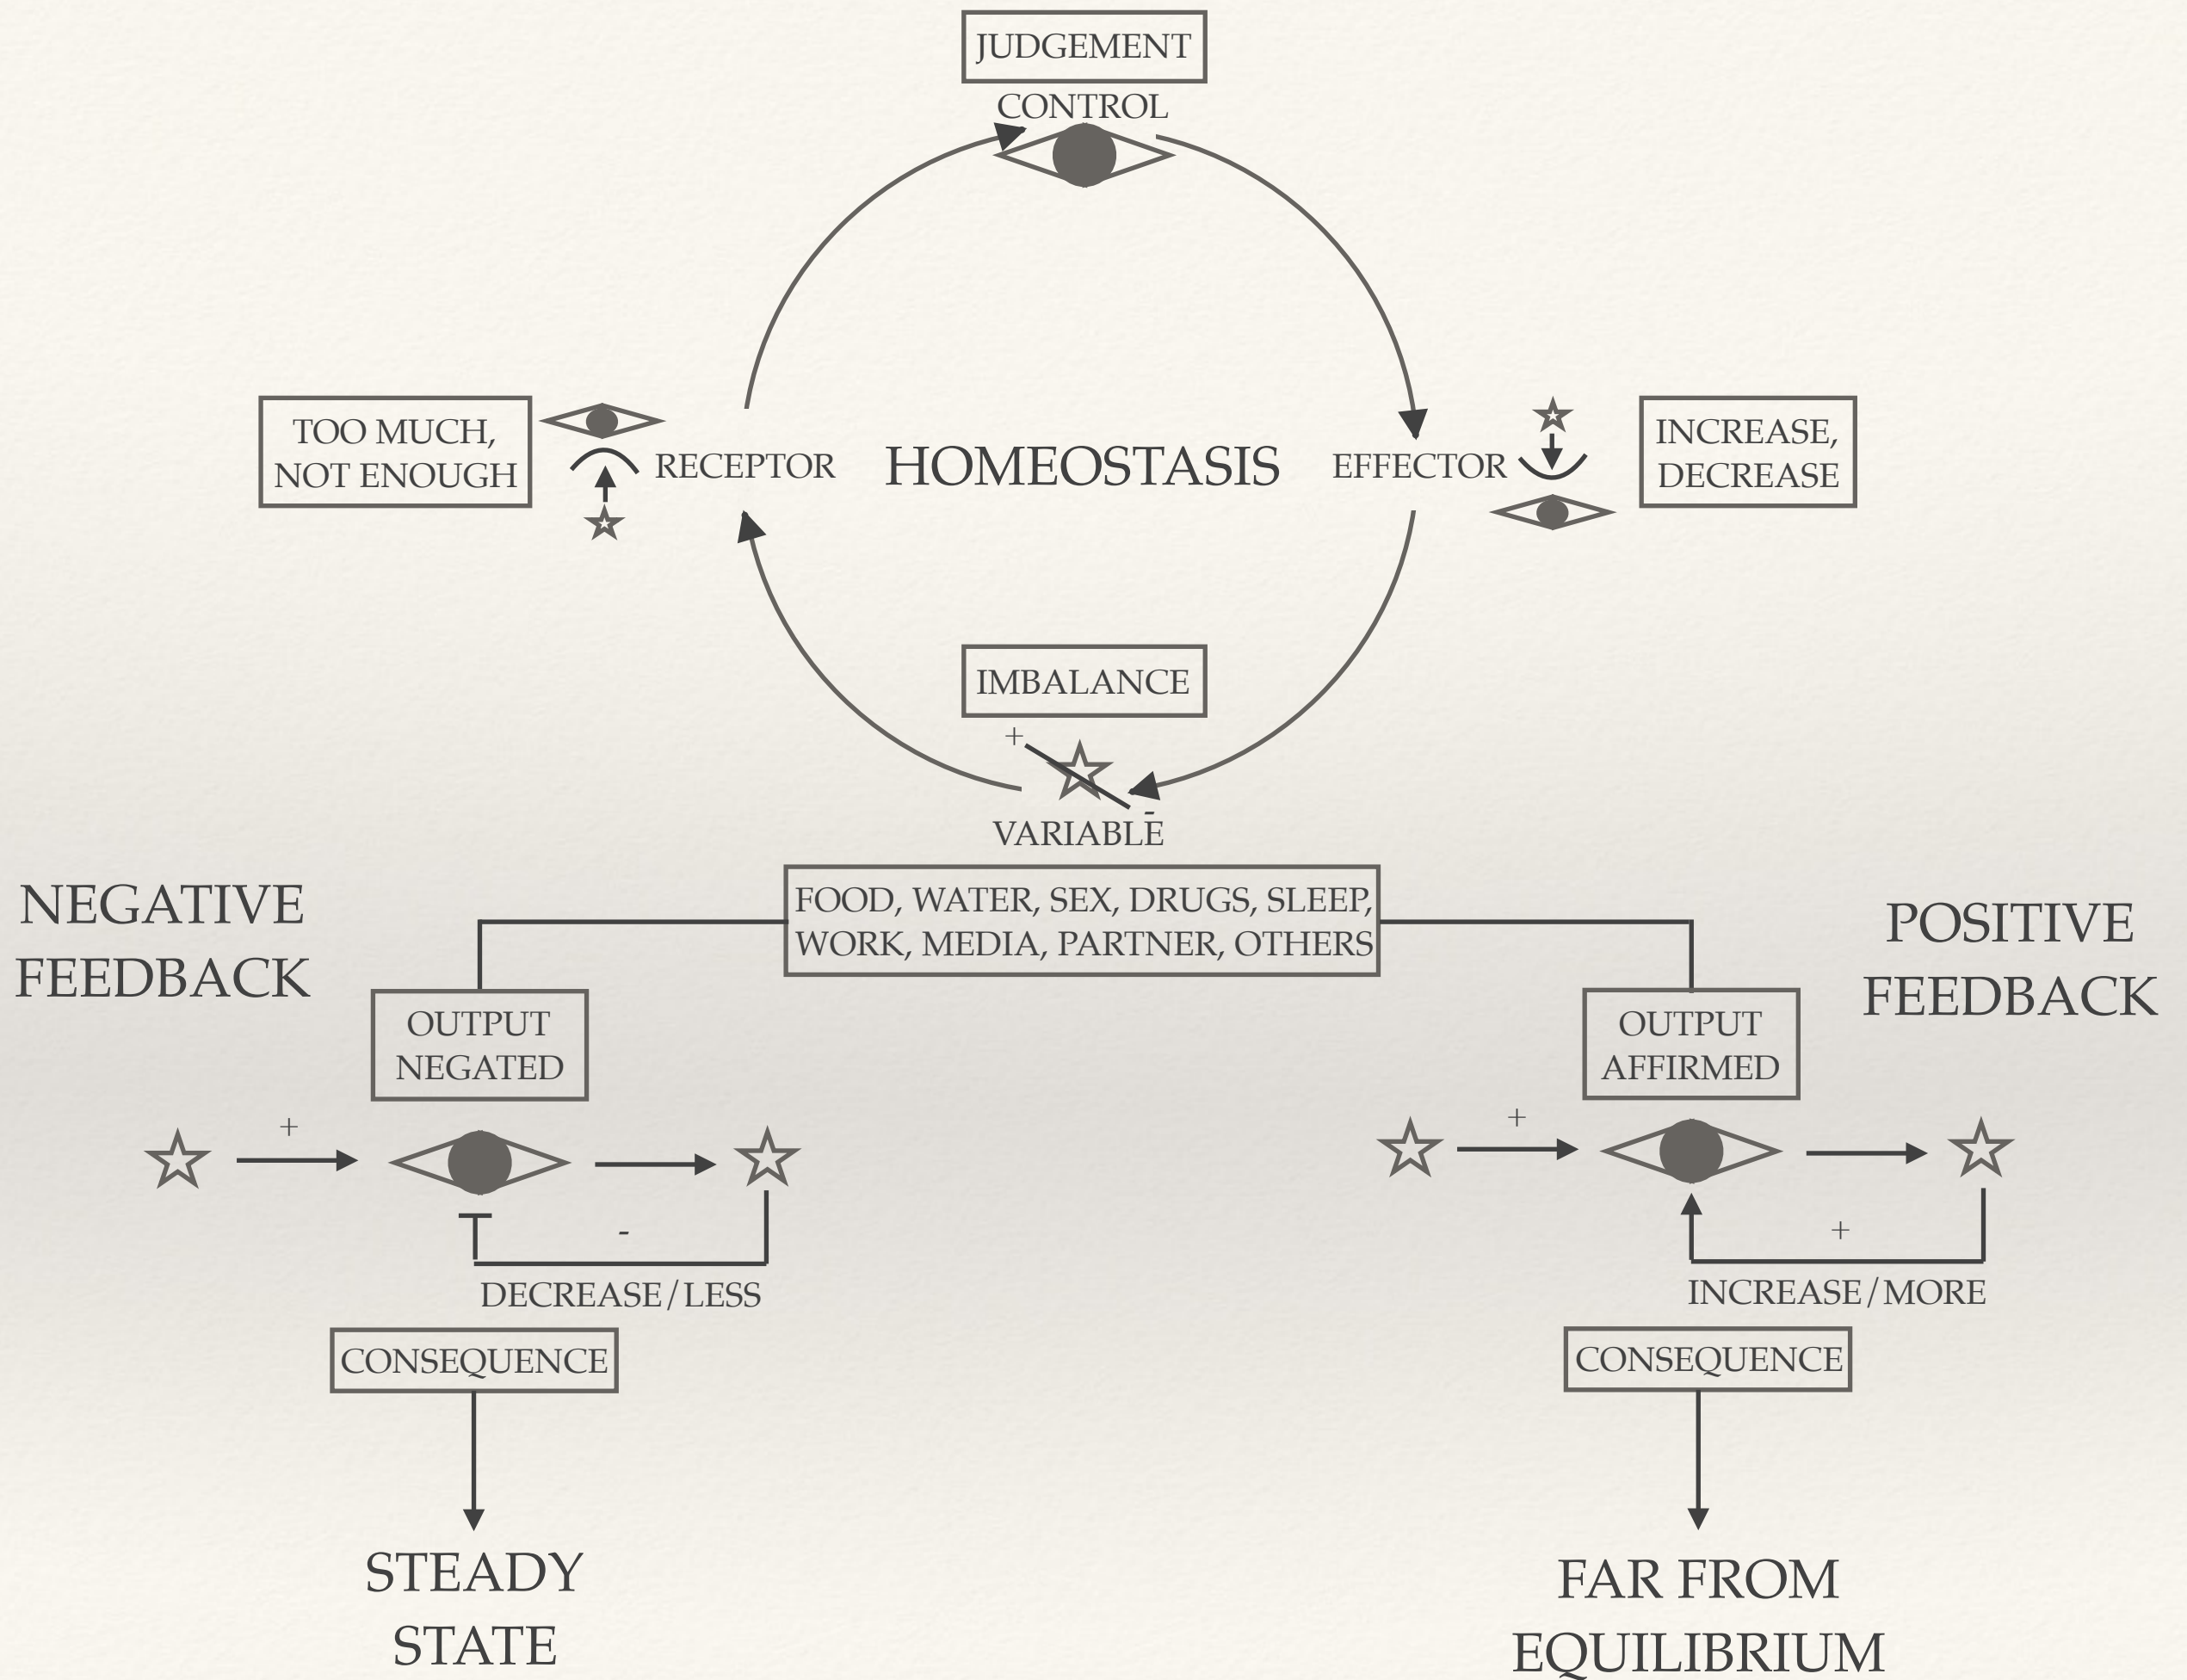 JUDGEMENT
CONTROL
TOO MUCH,
NOT ENOUGH
RECEPTOR
HOMEOSTASIS
EFFECTOR
INCREASE,
DECREASE
IMBALANCE
+
-
VARIABLE
FOOD, WATER, SEX, DRUGS, SLEEP,
WORK, MEDIA, PARTNER, OTHERS
NEGATIVE
FEEDBACK
OUTPUT
NEGATED
+
-
DECREASE/LESS
CONSEQUENCE
STEADY
STATE
POSITIVE
FEEDBACK
OUTPUT
AFFIRMED
+
+
INCREASE/MORE
CONSEQUENCE
FAR FROM
EQUILIBRIUM